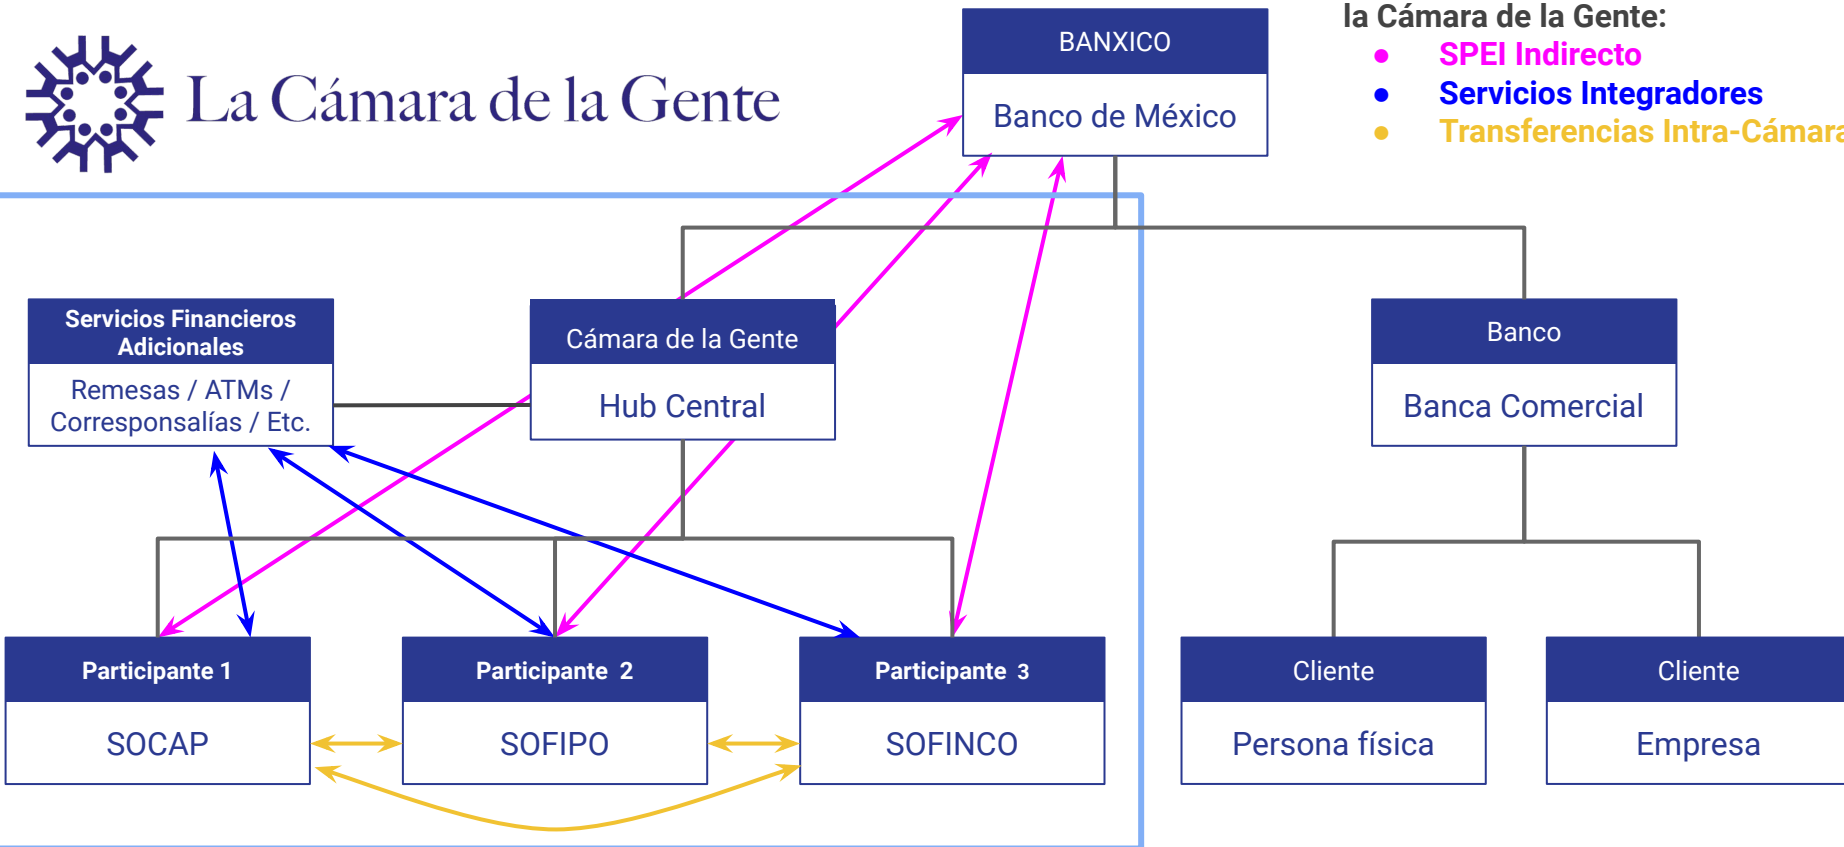 La Cámara de la Gente
BANXICO
Banco de México
la Cámara de la Gente:
● SPEI Indirecto
● Servicios Integradores
● Transferencias Intra-Cámara
Servicios Financieros
Adicionales
Remesas / ATMs /
Corresponsalías / Etc.
Cámara de la Gente
Hub Central
Banco
Banca Comercial
Participante 1
SOCAP
Participante 2
SOFIPO
Participante 3
SOFINCO
Cliente
Persona física
Cliente
Empresa